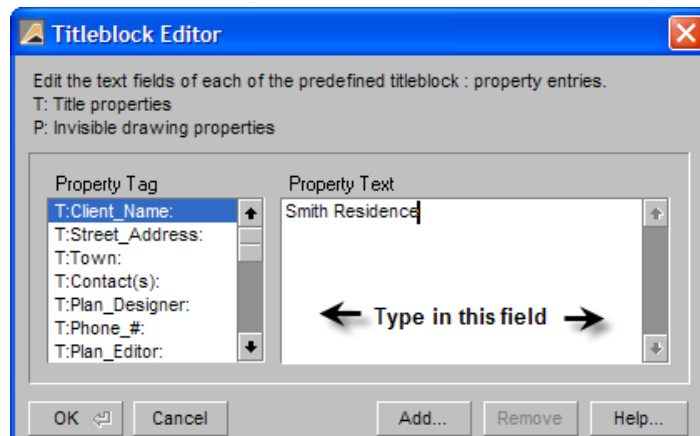 Titleblock Editor
Edit the text fields of each of the predefined titleblock : property entries.
T: Title properties
P: Invisible drawing properties
Property Tag
T:Client_Name:
T:Street_Address:
T:Town:
T:Contact(s):
T:Plan_Designer:
T:Phone_#:
T:Plan_Editor:
Property Text
Smith Residence
Type in this field
OK Cancel Add... Remove Help...